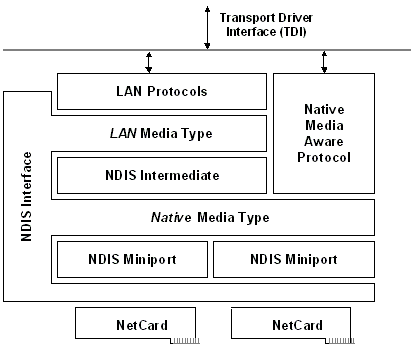 Transport Driver
Interface (TDI)
LAN Protocols
Native
Media
Aware
Protocol
LAN Media Type
NDIS Intermediate
NDIS Interface
Native Media Type
NDIS Miniport
NDIS Miniport
NetCard
NetCard